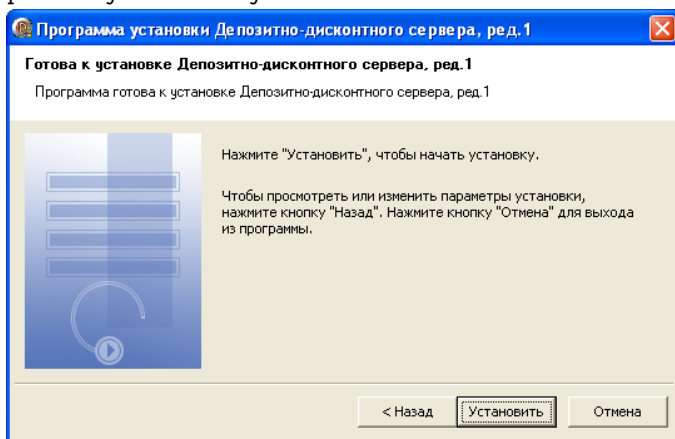 Программа установки Депозитно-дисконтного сервера, ред.1
Готова к установке Депозитно-дисконтного сервера, ред.1
Программа готова к установке Депозитно-дисконтного сервера, ред.1
Нажмите "Установить", чтобы начать установку.
Чтобы просмотреть или изменить параметры установки,
нажмите кнопку "Назад". Нажмите кнопку "Отмена" для выхода
из программы.
< Назад
Установить
Отмена